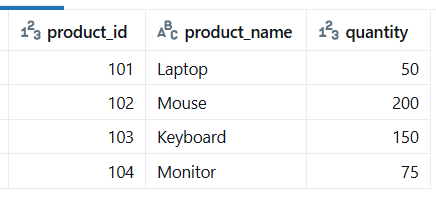 123 product_id ABC product_name 123 quantity
101 Laptop 50
102 Mouse 200
103 Keyboard 150
104 Monitor 75